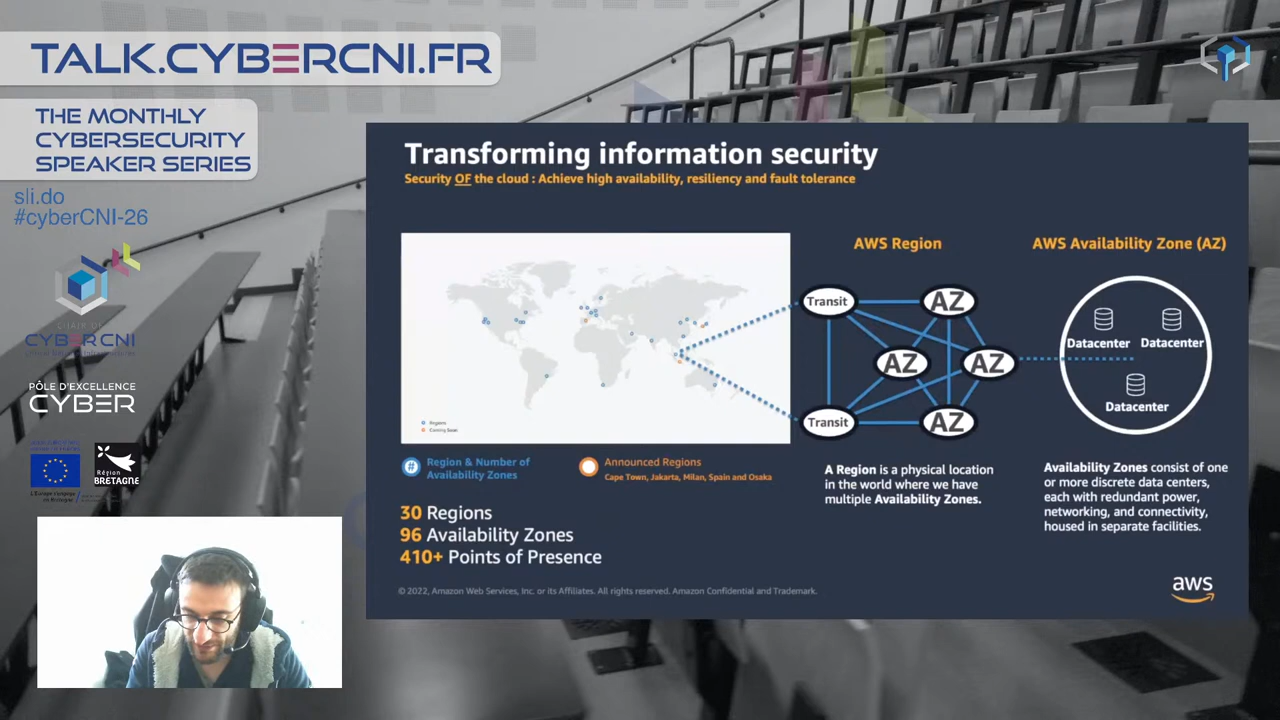 TALK.CYBERCNI.FR
THE MONTHLY
CYBERSECURITY
SPEAKER SERIES
sli.do
#cyberCNI-26
CHAIR OF
CYBERCNI
PÔLE D'EXCELLENCE
CYBER
Région
BRETAGNE
Transforming information security
Security OF the cloud : Achieve high availability, resiliency and fault tolerance
Regions
Coming Soon
# Region & Number of
Availability Zones
Announced Regions
Cape Town, Jakarta, Milan, Spain and Osaka
30 Regions
96 Availability Zones
410+ Points of Presence
AWS Region
Transit
AZ
AZ
AZ
Transit
AZ
A Region is a physical location
in the world where we have
multiple Availability Zones.
AWS Availability Zone (AZ)
Datacenter
Datacenter
Datacenter
Availability Zones consist of one
or more discrete data centers,
each with redundant power,
networking, and connectivity,
housed in separate facilities.
© 2022, Amazon Web Services, Inc. or its Affiliates. All rights reserved. Amazon Confidential and Trademark.
aws